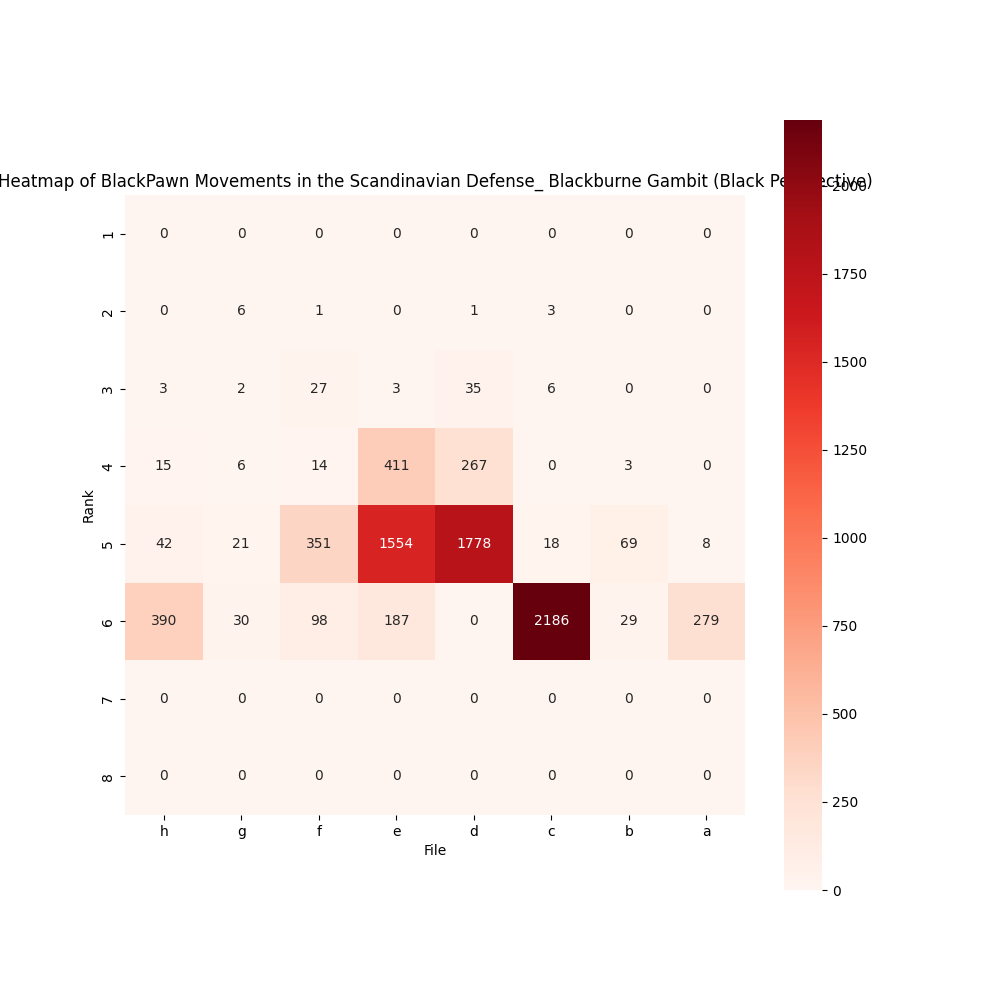 Heatmap of BlackPawn Movements in the Scandinavian Defense_ Blackburne Gambit (Black Perspective)
2000
1 0 0 0 0 0 0 0 0
1750
2 0 6 1 0 1 3 0 0
1500
3 3 2 27 3 35 6 0 0
1250
4 15 6 14 411 267 0 3 0
Rank
1000
5 42 21 351 1554 1778 18 69 8
750
6 390 30 98 187 0 2186 29 279
500
7 0 0 0 0 0 0 0 0
250
8 0 0 0 0 0 0 0 0
h g f e d c b a
File
0